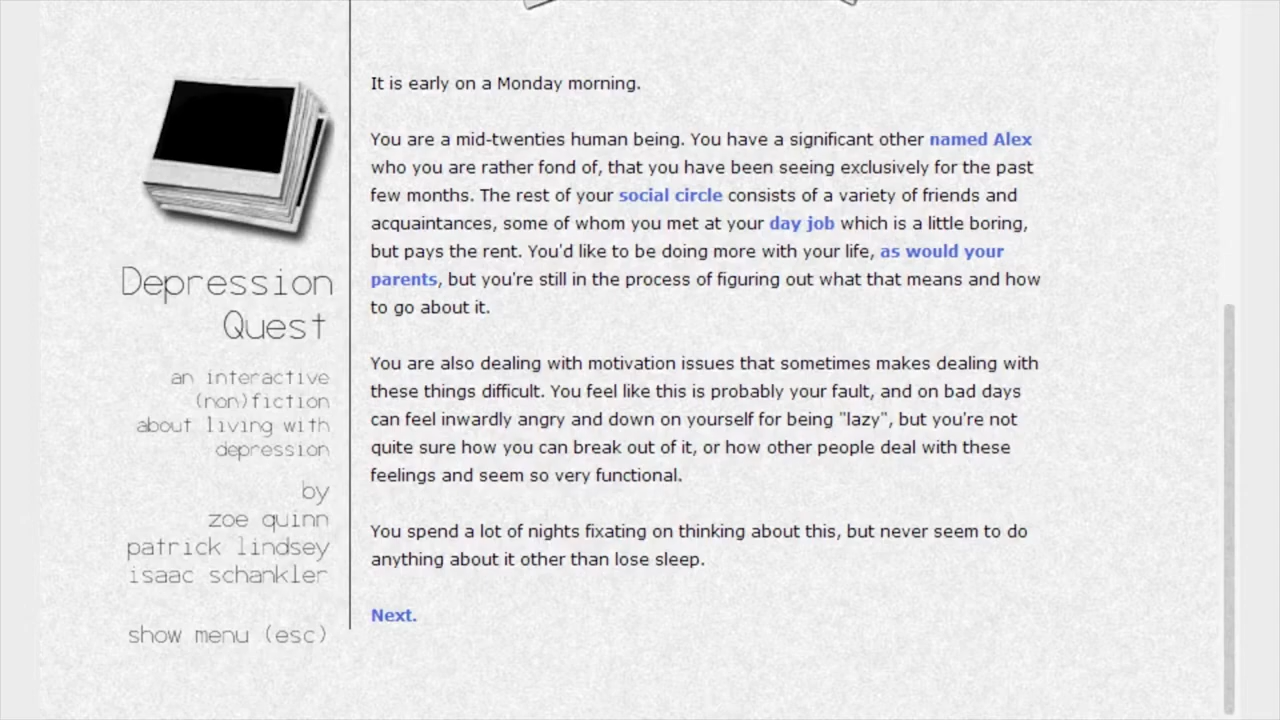 It is early on a Monday morning.
You are a mid-twenties human being. You have a significant other named Alex
who you are rather fond of, that you have been seeing exclusively for the past
few months. The rest of your social circle consists of a variety of friends and
acquaintances, some of whom you met at your day job which is a little boring,
but pays the rent. You'd like to be doing more with your life, as would your
parents, but you're still in the process of figuring out what that means and how
to go about it.
You are also dealing with motivation issues that sometimes makes dealing with
these things difficult. You feel like this is probably your fault, and on bad days
can feel inwardly angry and down on yourself for being "lazy", but you're not
quite sure how you can break out of it, or how other people deal with these
feelings and seem so very functional.
You spend a lot of nights fixating on thinking about this, but never seem to do
anything about it other than lose sleep.
Next.
Depression
Quest
an interactive
(non)fiction
about living with
depression
by
zoe quinn
patrick lindsey
isaac schankler
show menu (esc)